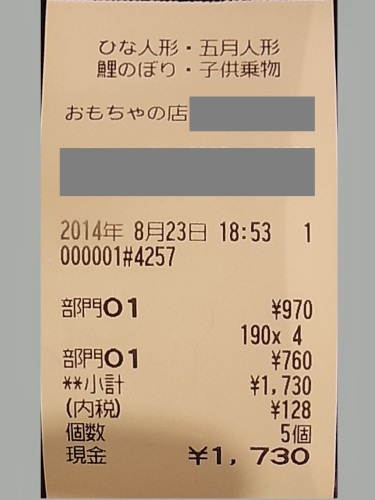 ひな人形・五月人形
鯉のぼり・子供乗物
おもちゃの店
2014年 8月23日 18:53 1
000001#4257
部門01 ¥970
190x 4
部門01 ¥760
**小計 ¥1,730
(内税) ¥128
個数 5個
現金 ¥1,730